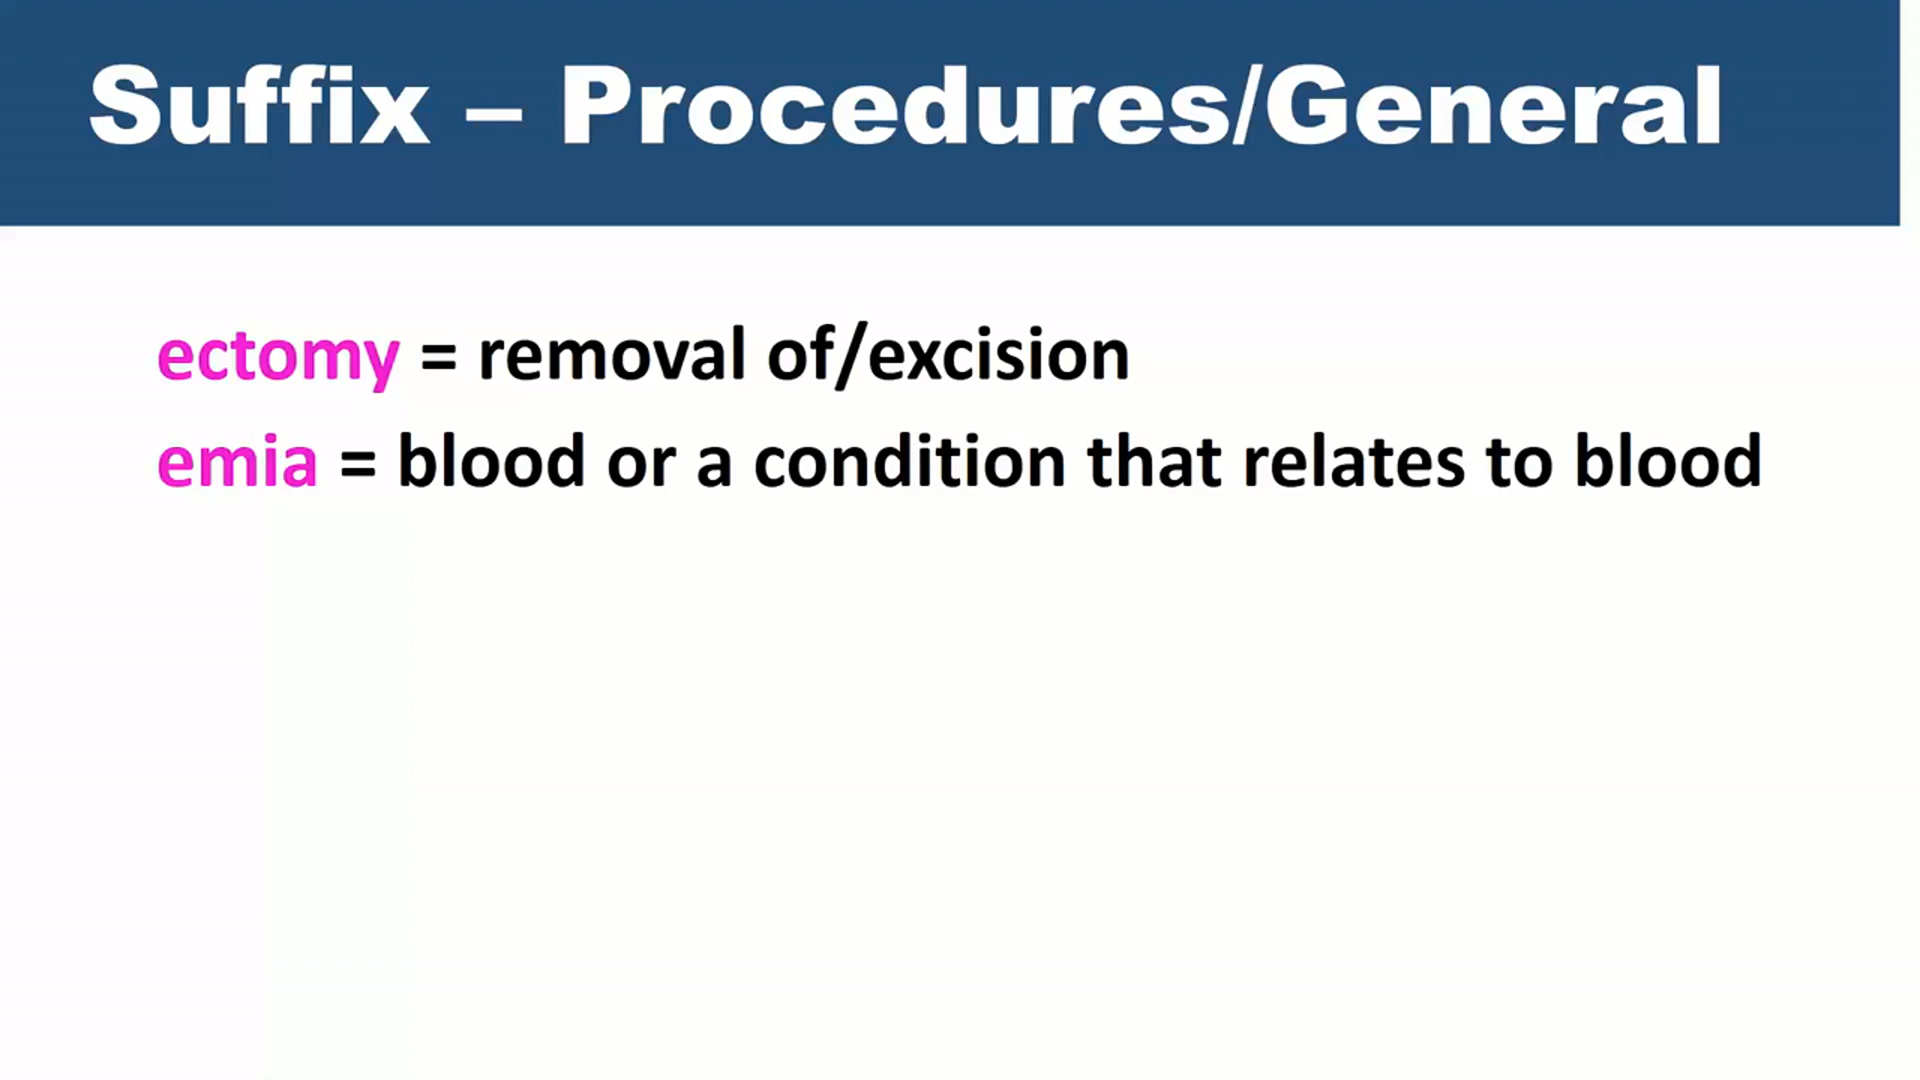 Suffix – Procedures/General
ectomy = removal of/excision
emia = blood or a condition that relates to blood